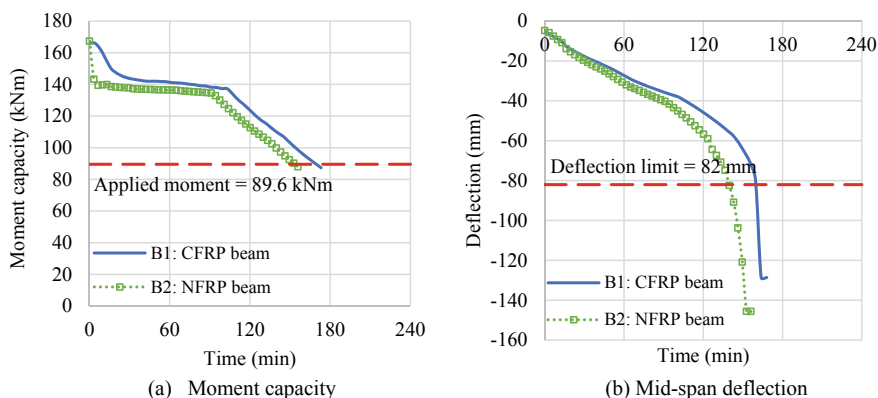 180
160
140
120
100
80
60
40
20
0
Moment capacity (kNm)
Applied moment = 89.6 kNm
B1: CFRP beam
B2: NFRP beam
0 60 120 180 240
Time (min)
(a) Moment capacity
0 60 120 180 240
0
-20
-40
-60
-80
-100
-120
-140
-160
Deflection (mm)
Deflection limit = 82 mm
B1: CFRP beam
B2: NFRP beam
Time (min)
(b) Mid-span deflection